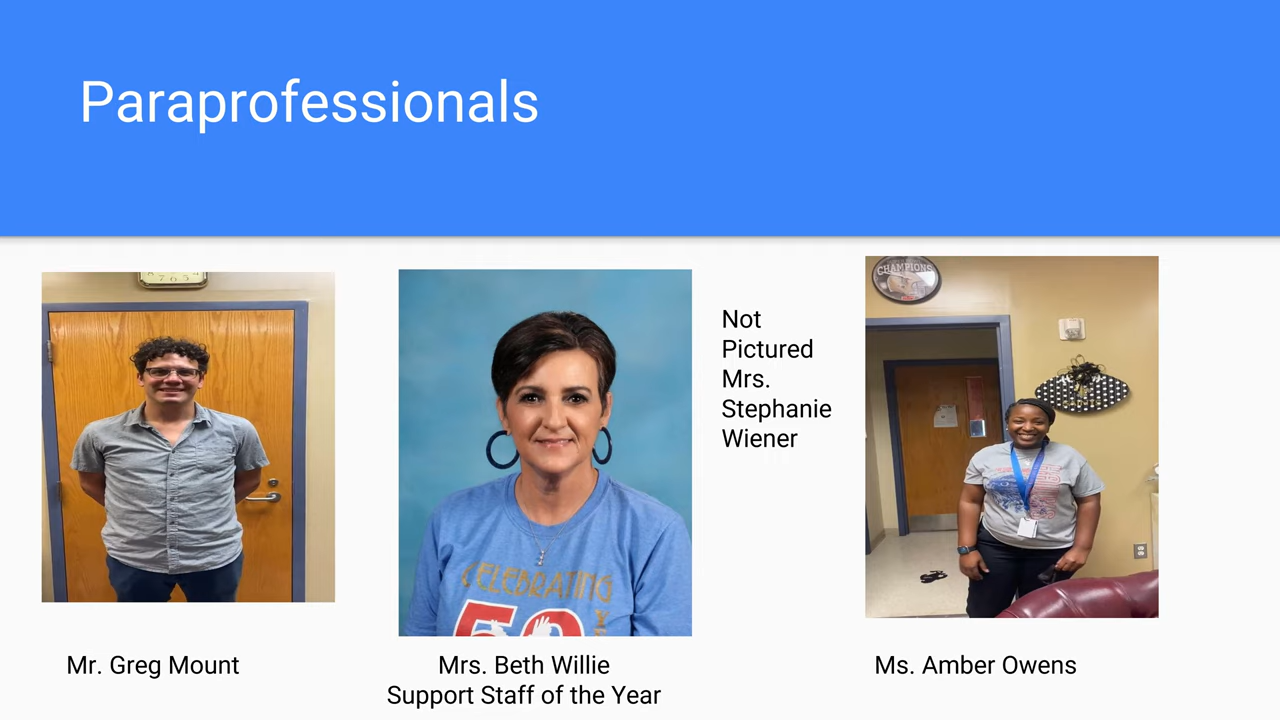 Paraprofessionals
CHAMPIONS
Not
Pictured
Mrs.
Stephanie
Wiener
CELEBRATING
50
Mr. Greg Mount
Mrs. Beth Willie
Support Staff of the Year
Ms. Amber Owens